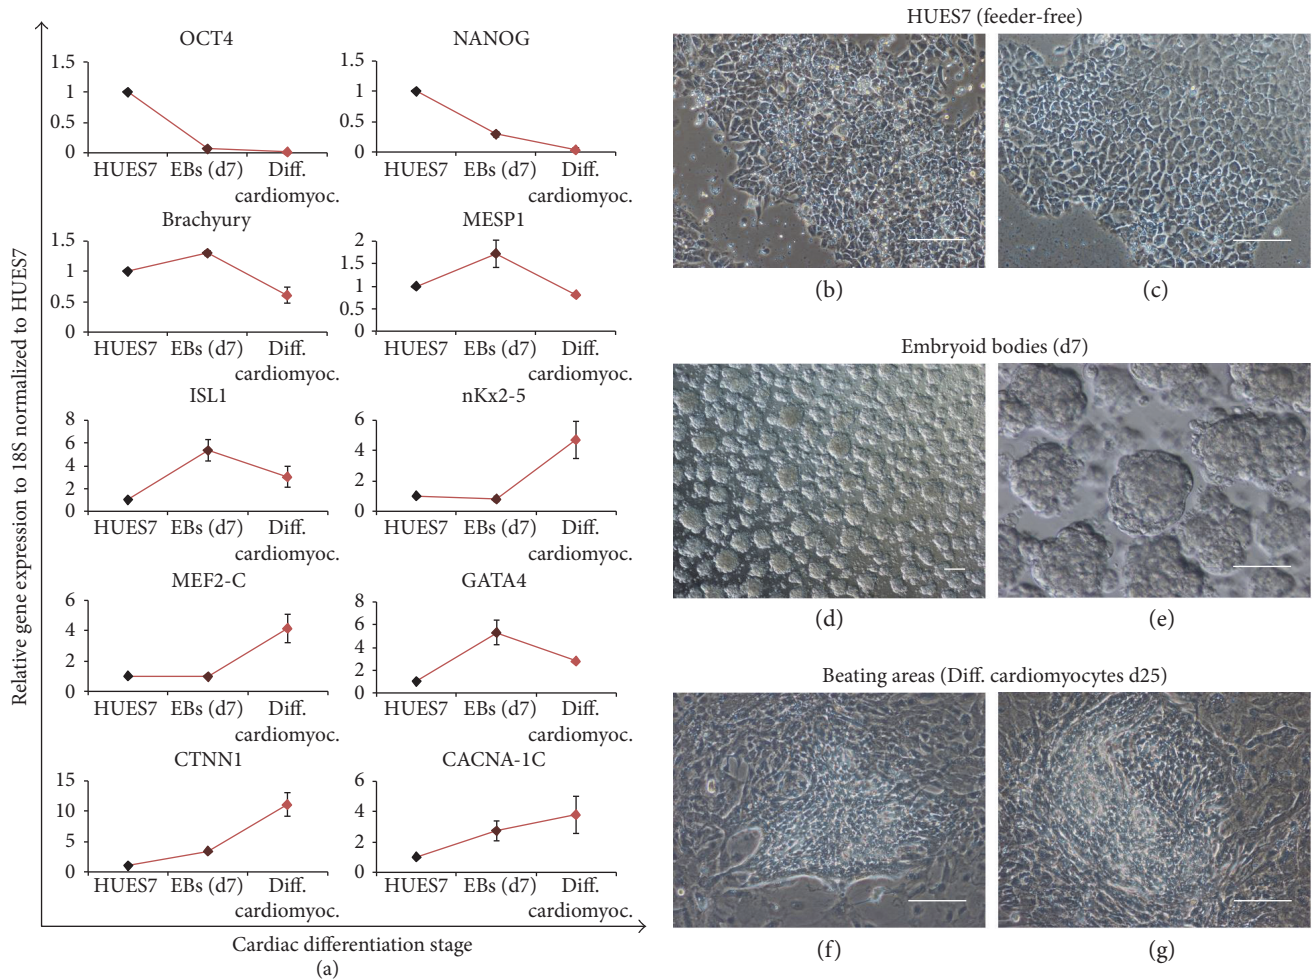 Relative gene expression to 18S normalized to HUES7
OCT4
1.5
1
0.5
0
HUES7 EBs (d7) Diff.
cardiomyoc.
NANOG
1.5
1
0.5
0
HUES7 EBs (d7) Diff.
cardiomyoc.
Brachyury
1.5
1
0.5
0
HUES7 EBs (d7) Diff.
cardiomyoc.
MESP1
2
1.5
1
0.5
0
HUES7 EBs (d7) Diff.
cardiomyoc.
ISL1
8
6
4
2
0
HUES7 EBs (d7) Diff.
cardiomyoc.
nKx2-5
6
4
2
0
HUES7 EBs (d7) Diff.
cardiomyoc.
MEF2-C
6
4
2
0
HUES7 EBs (d7) Diff.
cardiomyoc.
GATA4
8
6
4
2
0
HUES7 EBs (d7) Diff.
cardiomyoc.
CTNN1
15
10
5
0
HUES7 EBs (d7) Diff.
cardiomyoc.
CACNA-1C
6
4
2
0
HUES7 EBs (d7) Diff.
cardiomyoc.
Cardiac differentiation stage
(a)
HUES7 (feeder-free)
(b)
(c)
Embryoid bodies (d7)
(d)
(e)
Beating areas (Diff. cardiomyocytes d25)
(f)
(g)